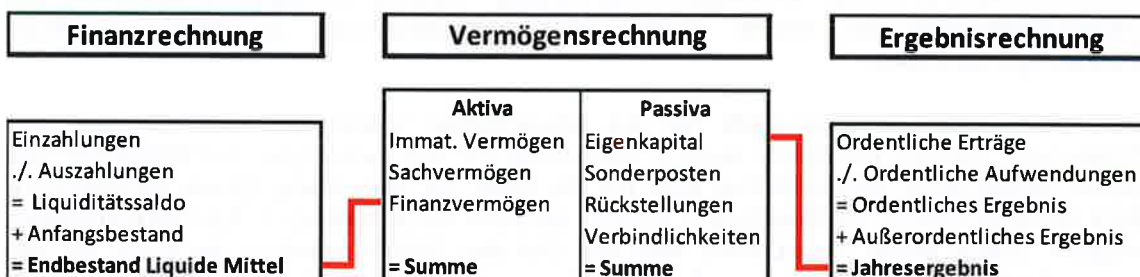 Finanzrechnung
Vermögensrechnung
Ergebnisrechnung
Einzahlungen
./. Auszahlungen
= Liquiditätssaldo
+ Anfangsbestand
= Endbestand Liquide Mittel
Aktiva
Immat. Vermögen
Sachvermögen
Finanzvermögen
= Summe
Passiva
Eigenkapital
Sonderposten
Rückstellungen
Verbindlichkeiten
= Summe
Ordentliche Erträge
./. Ordentliche Aufwendungen
= Ordentliches Ergebnis
+ Außerordentliches Ergebnis
= Jahresergebnis